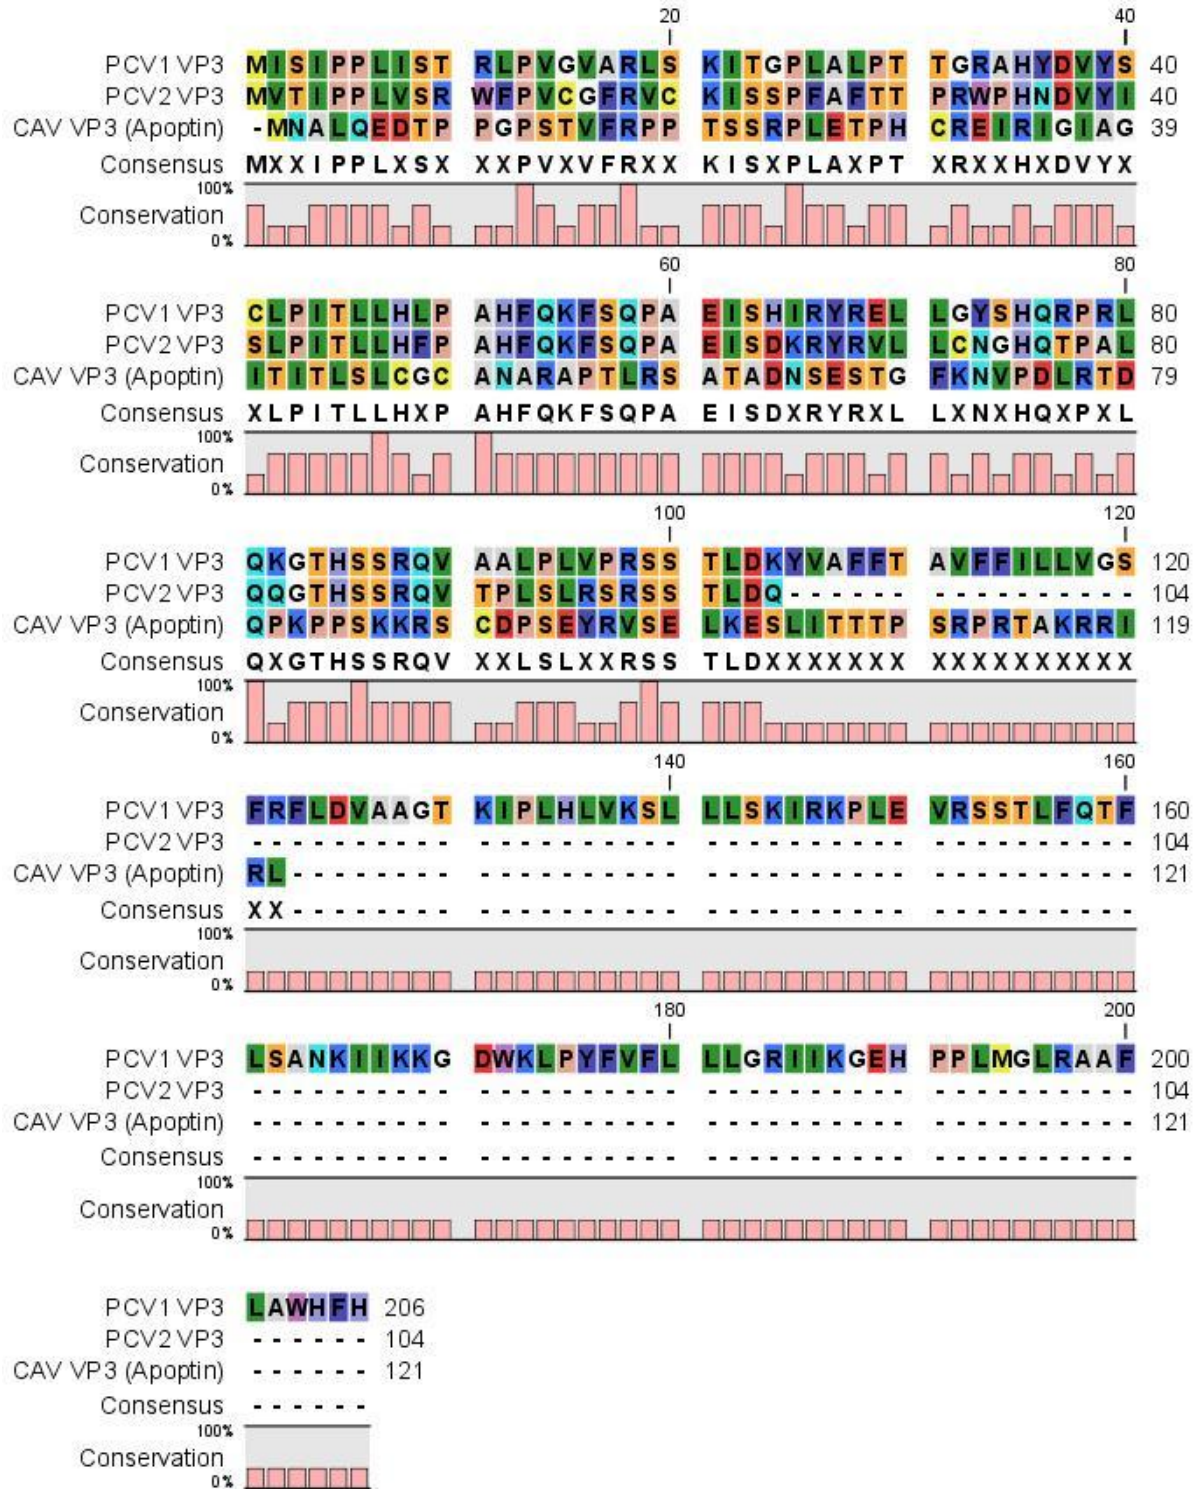 20 40
PCV1 VP3 MISIPPLIST RLPVGVARLS KITGPLALPT TGRAHYDVYS 40
PCV2 VP3 MVTIPPLVSR WFPVCGFRVC KISSPFAFTT PRWPHNDVYI 40
CAV VP3 (Apoptin) -MNALQEDTP PGPSTVFRPP TSSRPLETPH CREIRIGIAG 39
Consensus MXXIPPLXSX XXPVXVFRXX KISXPLAXPT XRXXHXDVYX
100%
Conservation
0%
60 80
PCV1 VP3 CLPITLLHLP AHFQKFSQPA EISHIRYREL LGYSHQRPRL 80
PCV2 VP3 SLPITLLHFP AHFQKFSQPA EISDKRYRVL LCNGHQTPAL 80
CAV VP3 (Apoptin) ITITLSLCGC ANARAPTLRS ATADNSESTG FKNVPDLRTD 79
Consensus XLPITLLHXP AHFQKFSQPA EISDXRYRXL LXNXHQXPXL
100%
Conservation
0%
100 120
PCV1 VP3 QKGTHSSRQV AALPLVPRSS TLDKYVAFFT AVFFILLVGS 120
PCV2 VP3 QQGTHSSRQV TPLSLRSRSS TLDQ------ ---------- 104
CAV VP3 (Apoptin) QPKPPSKKRS CDPSEYRVSE LKESLITTTP SRPRTAKRRI 119
Consensus QXGTHSSRQV XXLSLXXRSS TLDXXXXXXX XXXXXXXXXX
100%
Conservation
0%
140 160
PCV1 VP3 FRFLDVAAGT KIPLHLVKSL LLSKIRKPLE VRSSTLFQTF 160
PCV2 VP3 ---------- ---------- ---------- ---------- 104
CAV VP3 (Apoptin) RL-------- ---------- ---------- ---------- 121
Consensus XX-------- ---------- ---------- ----------
100%
Conservation
0%
180 200
PCV1 VP3 LSANKIIKKG DWKLPYFVFL LLGRIIKGEH PPLMGLRAAF 200
PCV2 VP3 ---------- ---------- ---------- ---------- 104
CAV VP3 (Apoptin) ---------- ---------- ---------- ---------- 121
Consensus ---------- ---------- ---------- ----------
100%
Conservation
0%
PCV1 VP3 LAWHFH 206
PCV2 VP3 ------ 104
CAV VP3 (Apoptin) ------ 121
Consensus ------
100%
Conservation
0%